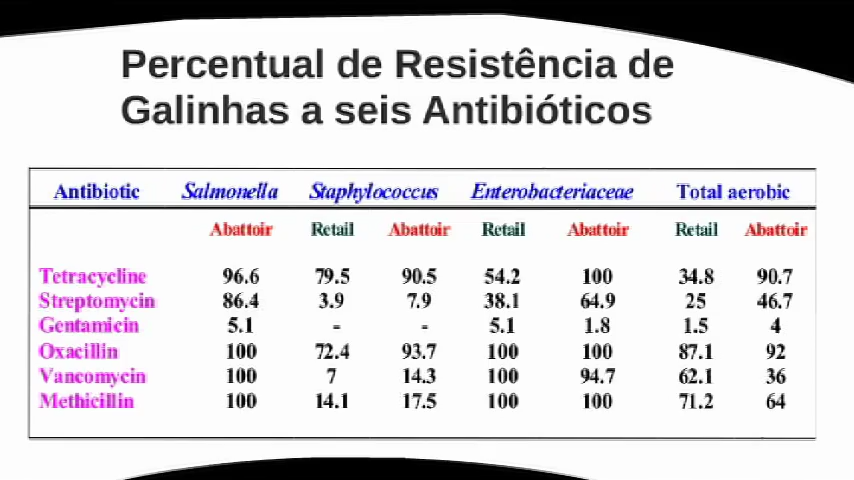 Percentual de Resistência de
Galinhas a seis Antibióticos
Antibiotic Salmonella Staphylococcus Enterobacteriaceae Total aerobic
Abattoir Retail Abattoir Retail Abattoir Retail Abattoir
Tetracycline 96.6 79.5 90.5 54.2 100 34.8 90.7
Streptomycin 86.4 3.9 7.9 38.1 64.9 25 46.7
Gentamicin 5.1 - - 5.1 1.8 1.5 4
Oxacillin 100 72.4 93.7 100 100 87.1 92
Vancomycin 100 7 14.3 100 94.7 62.1 36
Methicillin 100 14.1 17.5 100 100 71.2 64